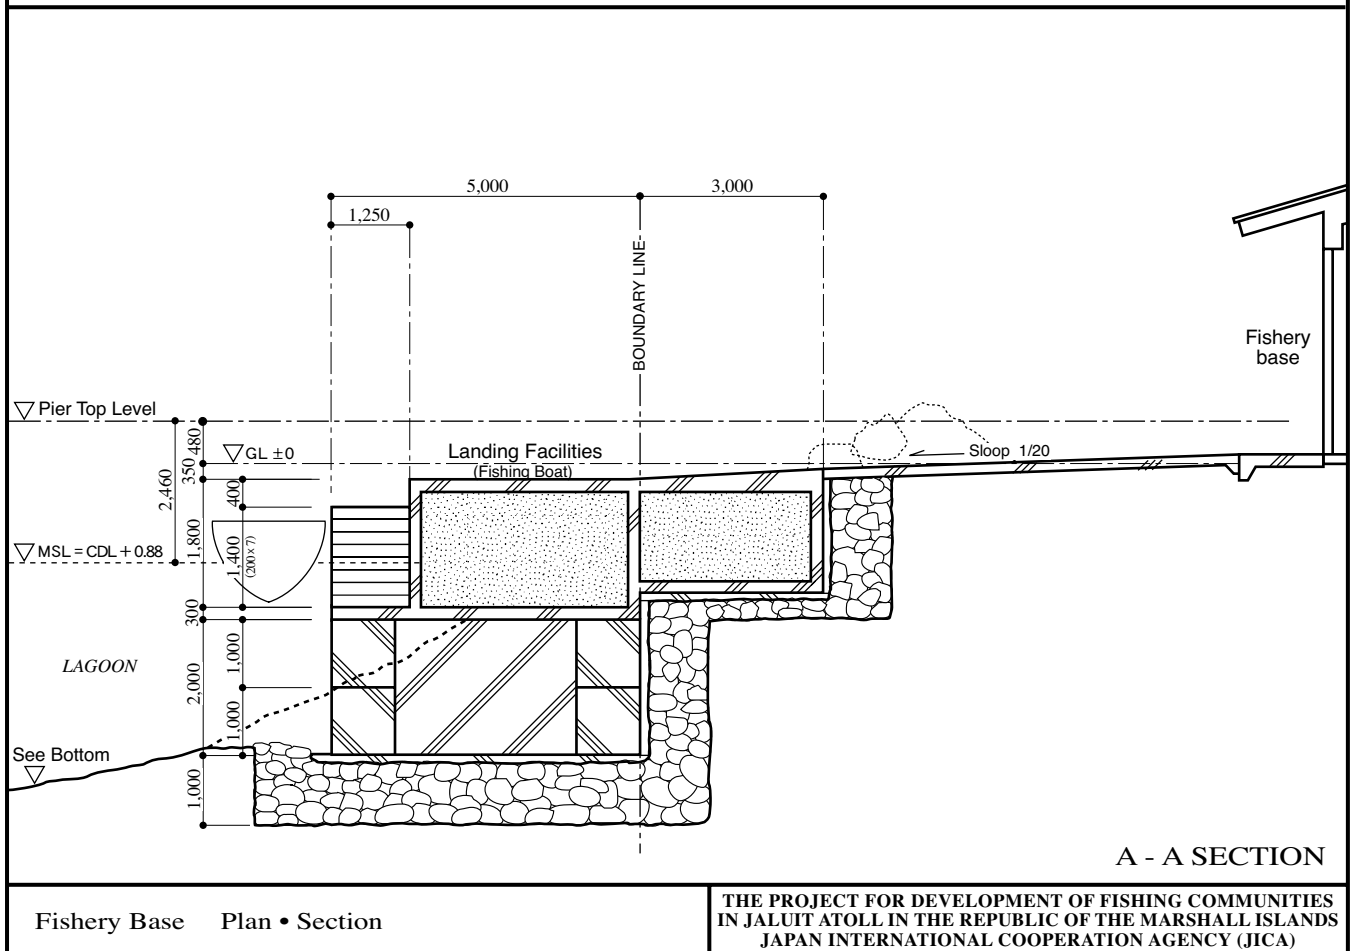 5,000
3,000
1,250
BOUNDARY LINE
Fishery
base
Pier Top Level
480
GL ±0
Landing Facilities
(Fishing Boat)
Sloop 1/20
350
2,460
400
MSL = CDL + 0.88
1,800
1,400
(200×7)
300
LAGOON
1,000
2,000
1,000
See Bottom
1,000
A - A SECTION
Fishery Base Plan • Section
THE PROJECT FOR DEVELOPMENT OF FISHING COMMUNITIES
IN JALUIT ATOLL IN THE REPUBLIC OF THE MARSHALL ISLANDS
JAPAN INTERNATIONAL COOPERATION AGENCY (JICA)